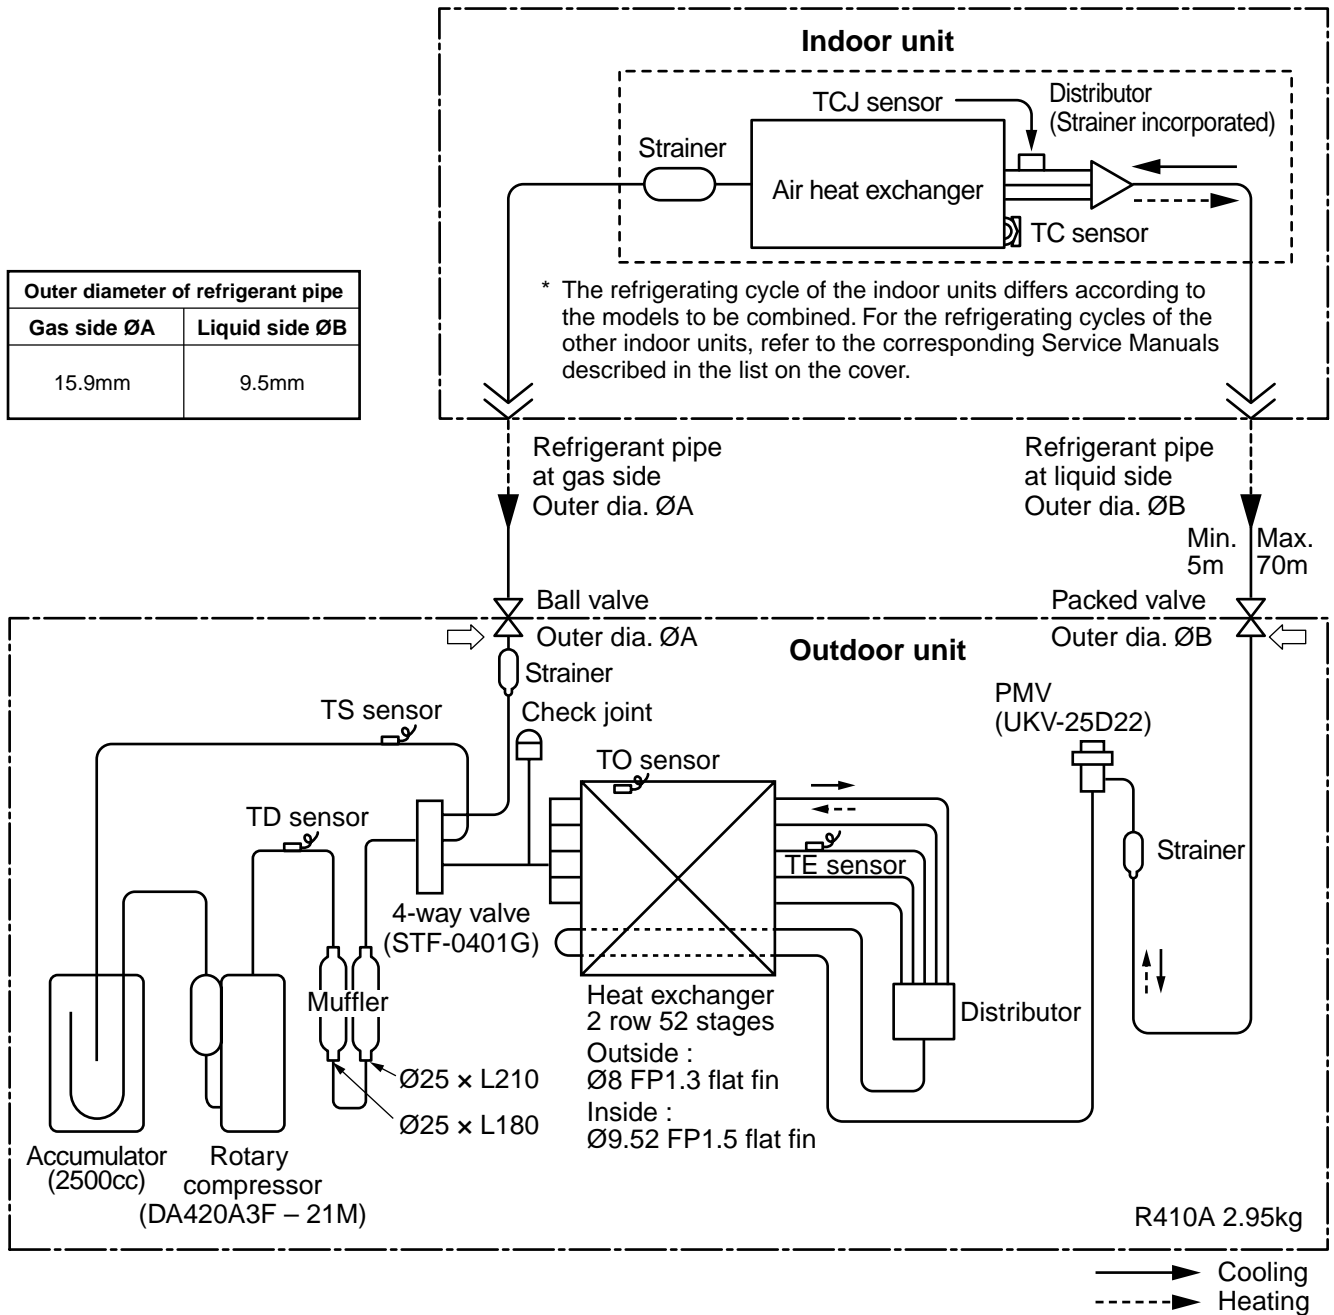 Indoor unit
TCJ sensor
Distributor
(Strainer incorporated)
Strainer
Air heat exchanger
TC sensor
* The refrigerating cycle of the indoor units differs according to
the models to be combined. For the refrigerating cycles of the
other indoor units, refer to the corresponding Service Manuals
described in the list on the cover.
Outer diameter of refrigerant pipe
Gas side ØA
Liquid side ØB
15.9mm
9.5mm
Refrigerant pipe
at gas side
Outer dia. ØA
Refrigerant pipe
at liquid side
Outer dia. ØB
Min.
5m
Max.
70m
Ball valve
Outer dia. ØA
Packed valve
Outer dia. ØB
Outdoor unit
Strainer
PMV
(UKV-25D22)
TS sensor
Check joint
TO sensor
TD sensor
TE sensor
Strainer
4-way valve
(STF-0401G)
Muffler
Heat exchanger
2 row 52 stages
Outside :
Ø8 FP1.3 flat fin
Inside :
Ø9.52 FP1.5 flat fin
Distributor
Ø25 × L210
Ø25 × L180
Accumulator
(2500cc)
Rotary
compressor
(DA420A3F – 21M)
R410A 2.95kg
Cooling
Heating